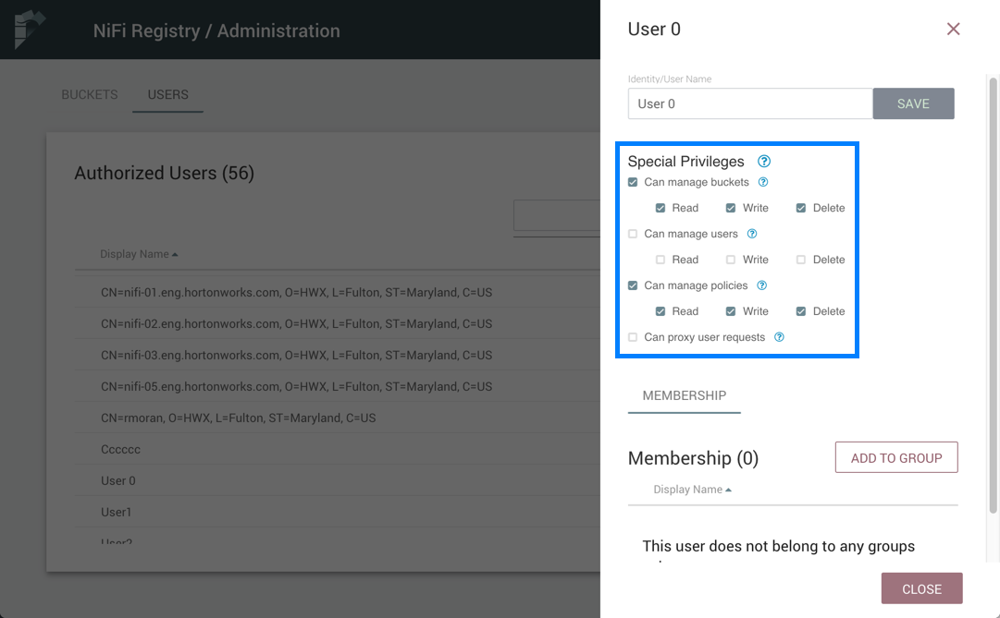 NiFi Registry / Administration
BUCKETS USERS
Authorized Users (56)
Display Name
CN=nifi-01.eng.hortonworks.com, O=HWX, L=Fulton, ST=Maryland, C=US
CN=nifi-02.eng.hortonworks.com, O=HWX, L=Fulton, ST=Maryland, C=US
CN=nifi-03.eng.hortonworks.com, O=HWX, L=Fulton, ST=Maryland, C=US
CN=nifi-05.eng.hortonworks.com, O=HWX, L=Fulton, ST=Maryland, C=US
CN=rmoran, O=HWX, L=Fulton, ST=Maryland, C=US
Cccccc
User 0
User1
User2
User 0
Identity/User Name
User 0 SAVE
Special Privileges ?
Can manage buckets ?
Read Write Delete
Can manage users ?
Read Write Delete
Can manage policies ?
Read Write Delete
Can proxy user requests ?
MEMBERSHIP
Membership (0) ADD TO GROUP
Display Name
This user does not belong to any groups
CLOSE